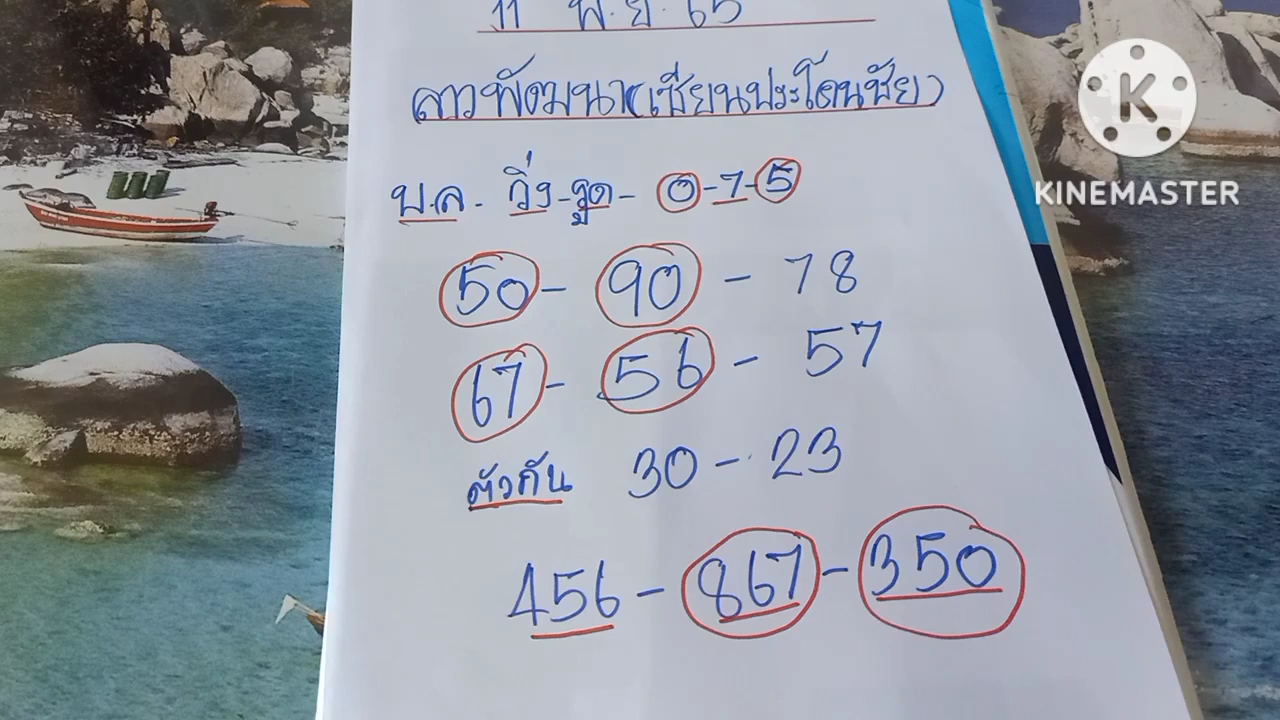 11 พ.ย. 65
ลาวพัฒนา(เซียนประโคนชัย)
บ.ล. วิ่ง-รูด- 0-7-5
50- 90 - 78
67- 56 - 57
ตัวกัน 30 - 23
456 - 867 - 350
K
KINEMASTER